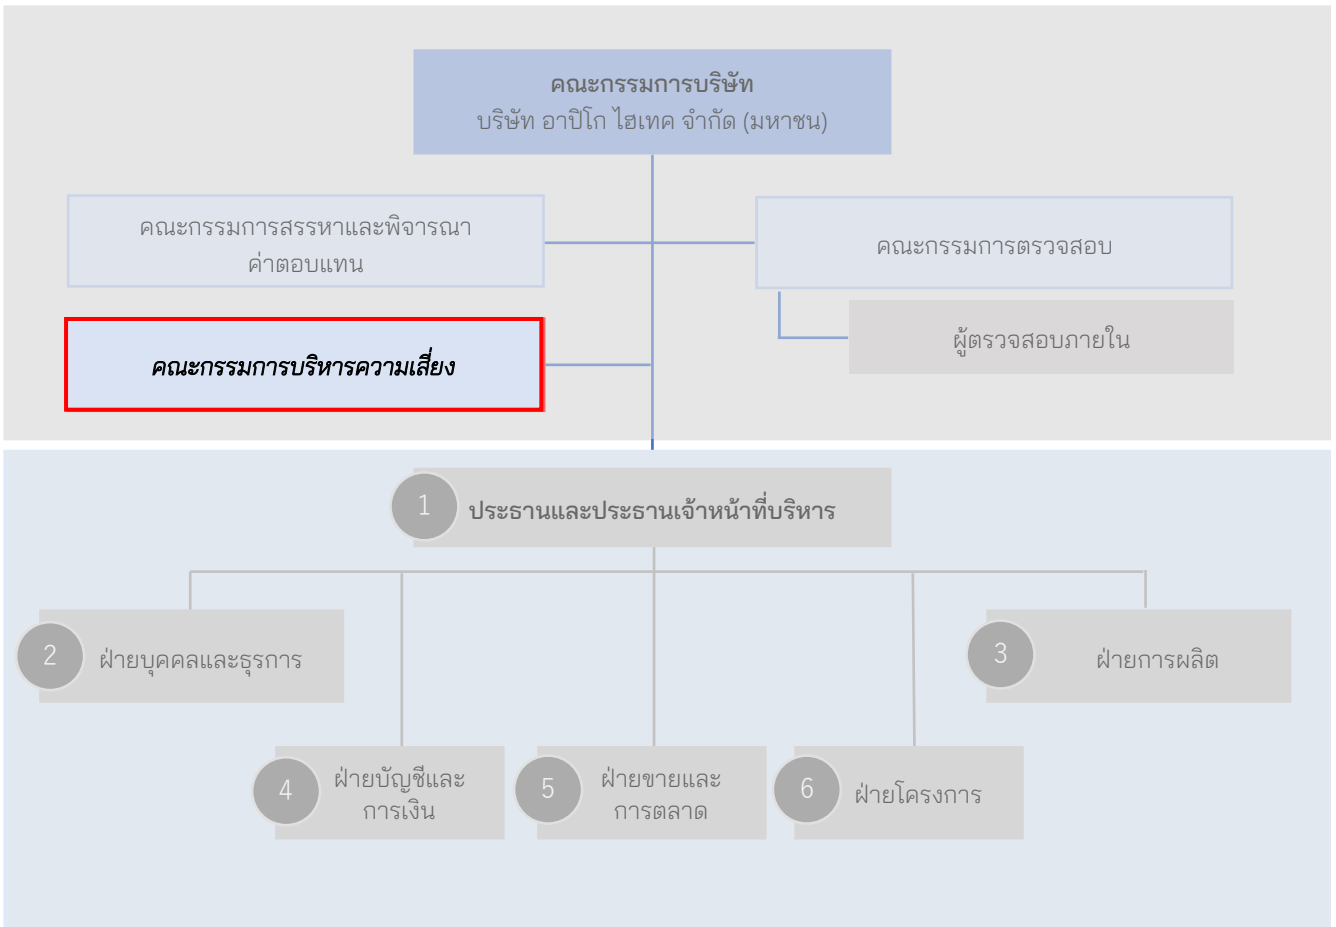 คณะกรรมการบริษัท
บริษัท อาปิโก ไฮเทค จำกัด (มหาชน)
คณะกรรมการสรรหาและพิจารณา
ค่าตอบแทน
คณะกรรมการตรวจสอบ
ผู้ตรวจสอบภายใน
คณะกรรมการบริหารความเสี่ยง
1
ประธานและประธานเจ้าหน้าที่บริหาร
2
ฝ่ายบุคคลและธุรการ
3
ฝ่ายการผลิต
4
ฝ่ายบัญชีและ
การเงิน
5
ฝ่ายขายและ
การตลาด
6
ฝ่ายโครงการ